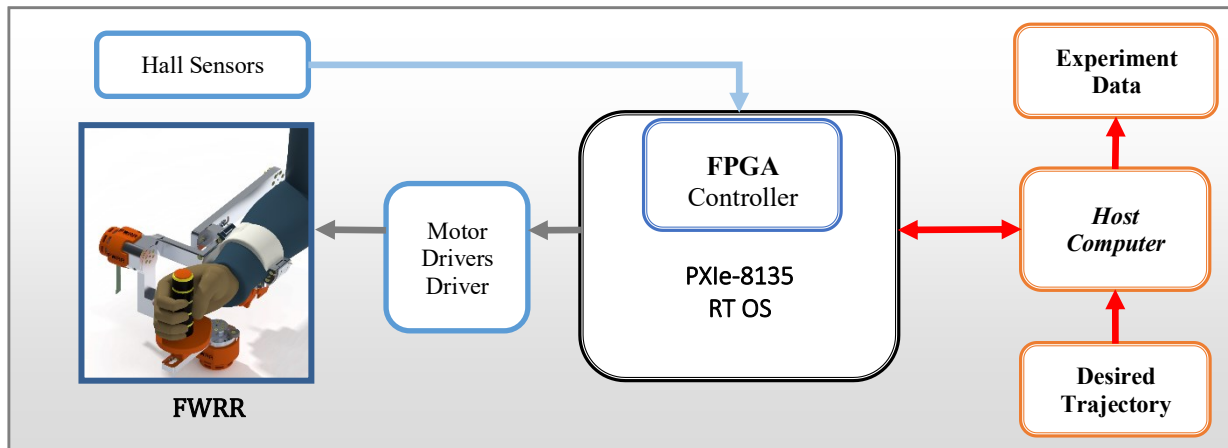 Hall Sensors
FWRR
Motor
Drivers
Driver
FPGA
Controller
PXIe-8135
RT OS
Experiment
Data
Host
Computer
Desired
Trajectory